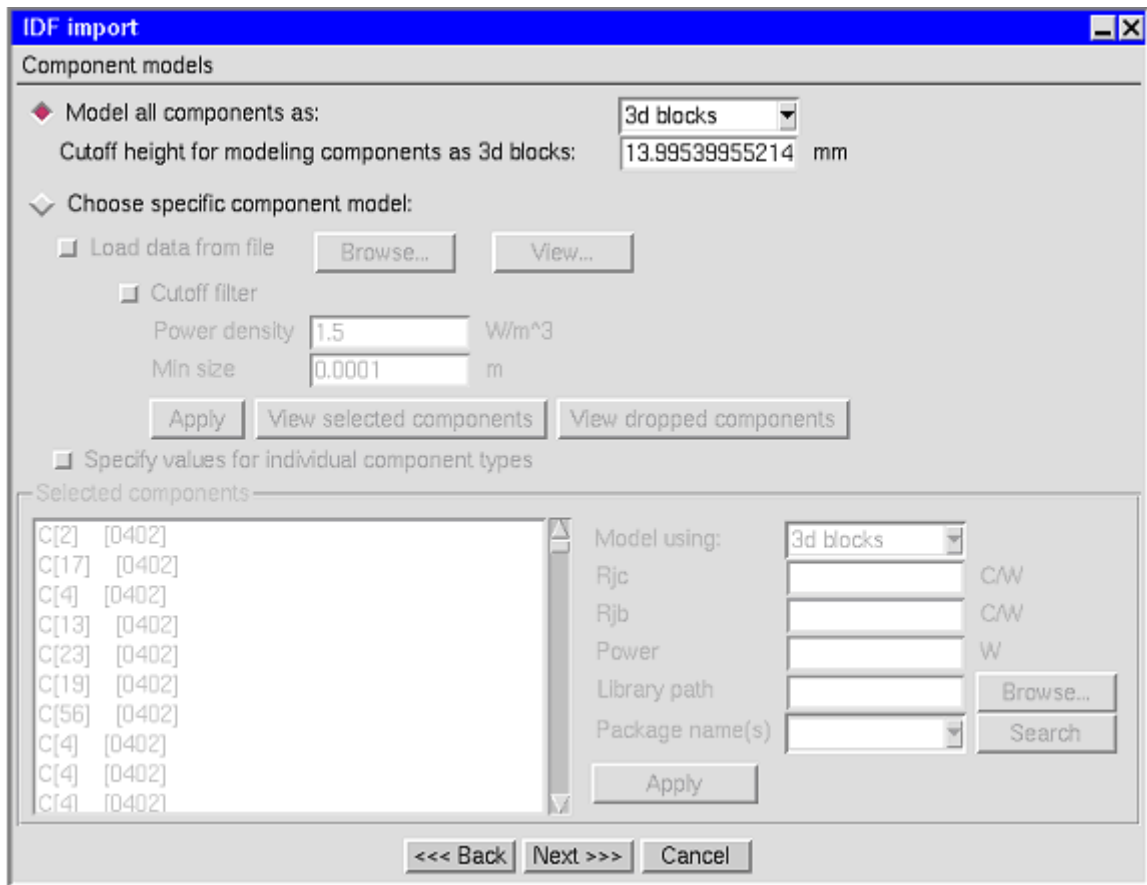 IDF import
Component models
Model all components as: 3d blocks
Cutoff height for modeling components as 3d blocks: 13.99539955214 mm
Choose specific component model:
Load data from file Browse... View...
Cutoff filter
Power density 1.5 W/m^3
Min size 0.0001 m
Apply View selected components View dropped components
Specify values for individual component types
Selected components
C[2] [0402]
C[17] [0402]
C[4] [0402]
C[13] [0402]
C[23] [0402]
C[19] [0402]
C[56] [0402]
C[4] [0402]
C[4] [0402]
C[4] [0402]
Model using: 3d blocks
Rjc C/W
Rjb C/W
Power W
Library path Browse...
Package name(s) Search
Apply
<<< Back Next >>> Cancel